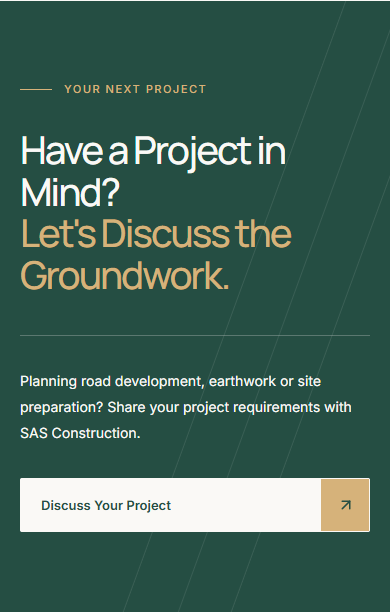 YOUR NEXT PROJECT
Have a Project in
Mind?
Let's Discuss the
Groundwork.
Planning road development, earthwork or site
preparation? Share your project requirements with
SAS Construction.
Discuss Your Project